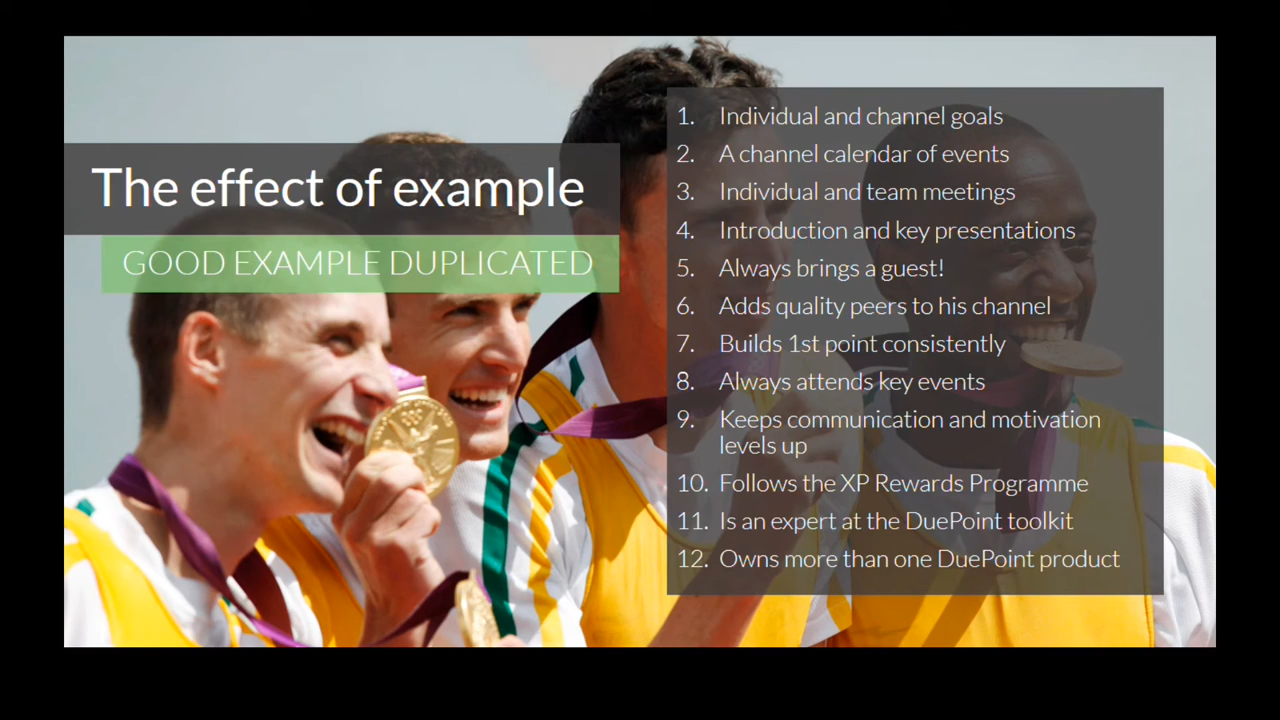 The effect of example
GOOD EXAMPLE DUPLICATED
1. Individual and channel goals
2. A channel calendar of events
3. Individual and team meetings
4. Introduction and key presentations
5. Always brings a guest!
6. Adds quality peers to his channel
7. Builds 1st point consistently
8. Always attends key events
9. Keeps communication and motivation
levels up
10. Follows the XP Rewards Programme
11. Is an expert at the DuePoint toolkit
12. Owns more than one DuePoint product